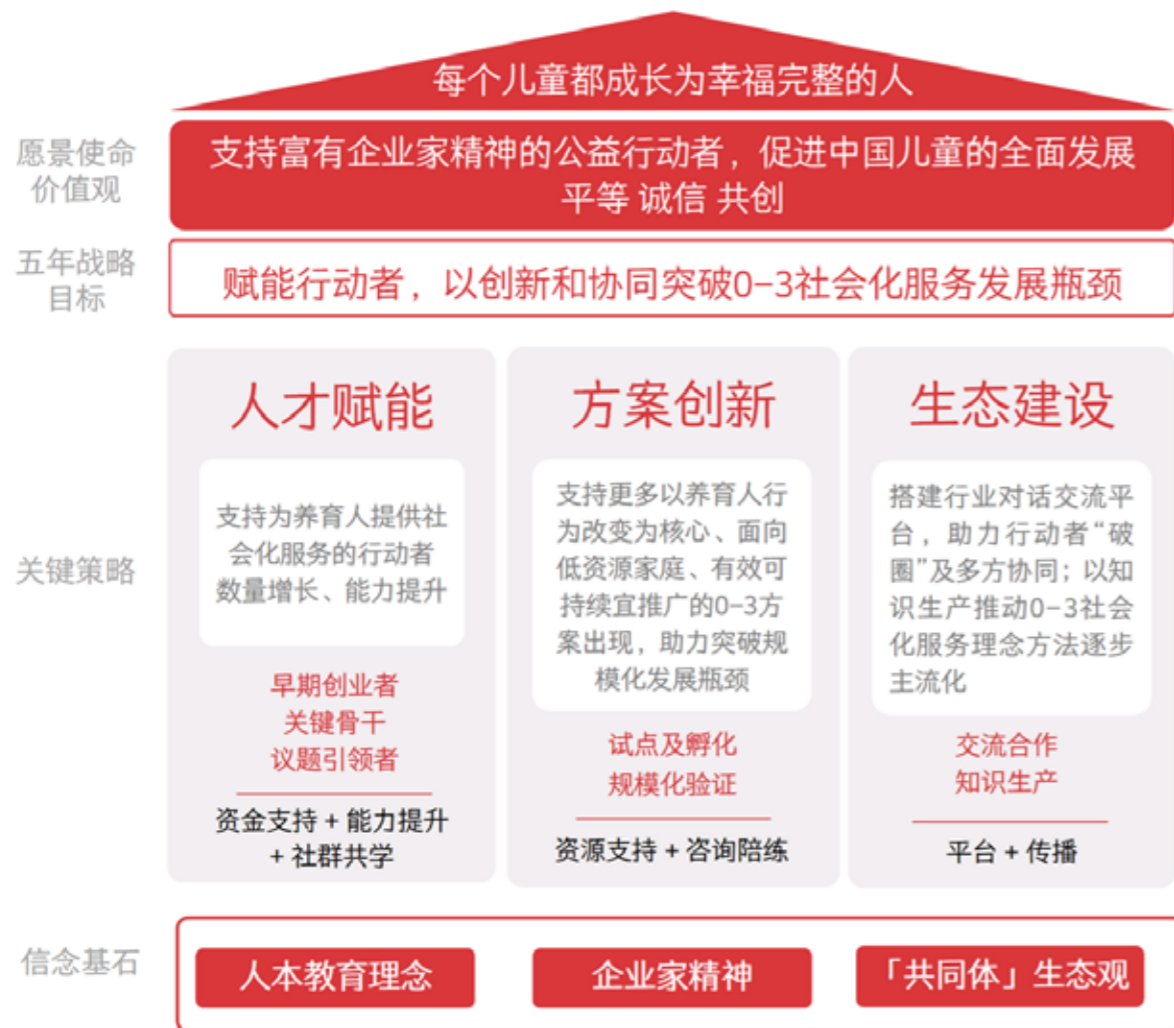 每个儿童都成长为幸福完整的人
愿景使命
价值观
支持富有企业家精神的公益行动者，促进中国儿童的全面发展
平等 诚信 共创
五年战略
目标
赋能行动者，以创新和协同突破0-3社会化服务发展瓶颈
关键策略
人才赋能
支持为养育人提供社
会化服务的行动者
数量增长、能力提升
早期创业者
关键骨干
议题引领者
资金支持 + 能力提升
+ 社群共学
方案创新
支持更多以养育人行
为改变为核心、面向
低资源家庭、有效可
持续宜推广的0-3方
案出现，助力突破规
模化发展瓶颈
试点及孵化
规模化验证
资源支持 + 咨询陪练
生态建设
搭建行业对话交流平
台，助力行动者“破
圈”及多方协同；以知
识生产推动0-3社会
化服务理念方法逐步
主流化
交流合作
知识生产
平台 + 传播
信念基石
人本教育理念
企业家精神
「共同体」生态观